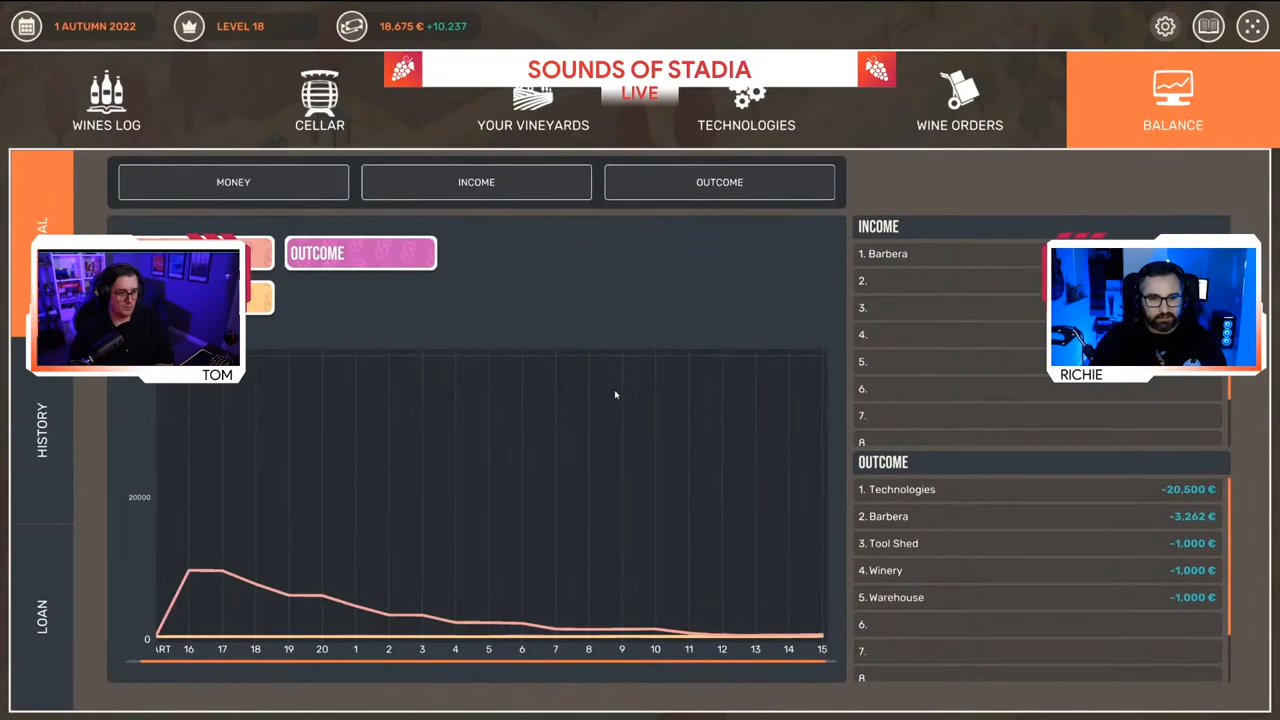 1 AUTUMN 2022
LEVEL 18
18,675 € +10,237
SOUNDS OF STADIA
LIVE
WINES LOG
CELLAR
YOUR VINEYARDS
TECHNOLOGIES
WINE ORDERS
BALANCE
MONEY
INCOME
OUTCOME
AL
HISTORY
LOAN
OUTCOME
TOM
20000
0
ART 16 17 18 19 20 1 2 3 4 5 6 7 8 9 10 11 12 13 14 15
INCOME
1. Barbera
2.
3.
4.
5.
6.
7.
8
RICHIE
OUTCOME
1. Technologies -20,500 €
2. Barbera -3,262 €
3. Tool Shed -1,000 €
4. Winery -1,000 €
5. Warehouse -1,000 €
6.
7.
8